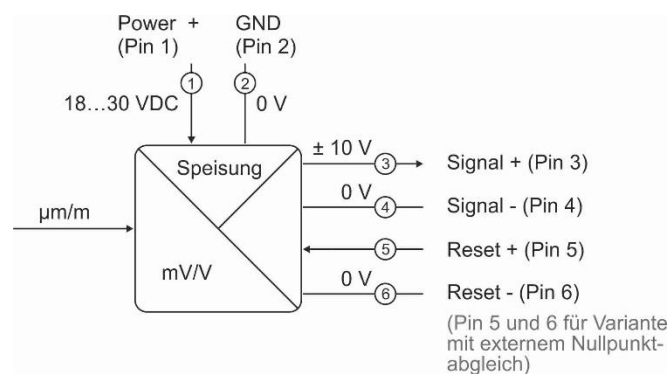 Power +
(Pin 1)
GND
(Pin 2)
1
2
18...30 VDC
0 V
Speisung
µm/m
mV/V
± 10 V
3
Signal + (Pin 3)
0 V
4
Signal - (Pin 4)
5
Reset + (Pin 5)
0 V
6
Reset - (Pin 6)
(Pin 5 und 6 für Variante
mit externem Nullpunkt-
abgleich)